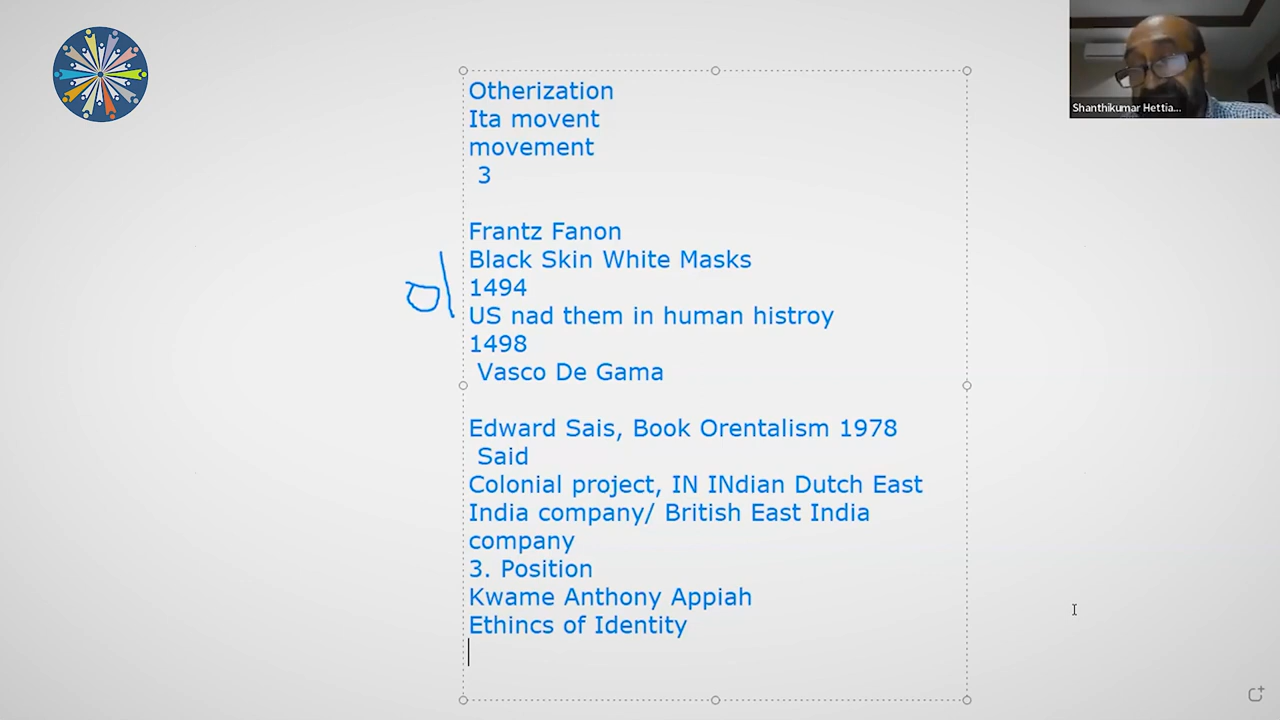 Otherization
Ita movent
movement
3
Frantz Fanon
Black Skin White Masks
1494
US nad them in human histroy
1498
Vasco De Gama
Edward Sais, Book Orentalism 1978
Said
Colonial project, IN INdian Dutch East
India company/ British East India
company
3. Position
Kwame Anthony Appiah
Ethincs of Identity
Shanthikumar Hettia...